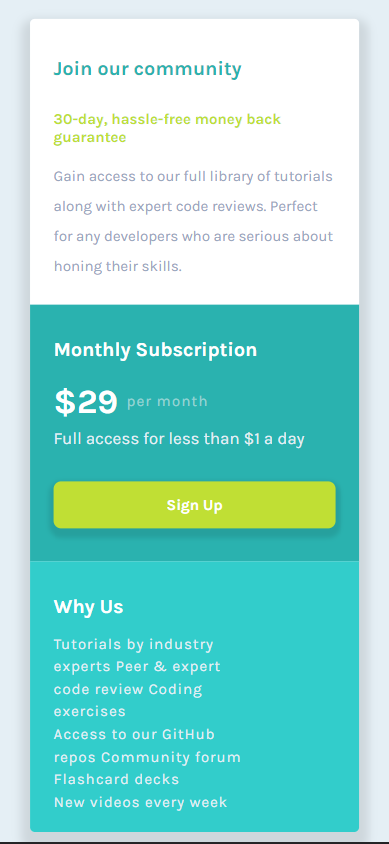 Join our community
30-day, hassle-free money back
guarantee
Gain access to our full library of tutorials
along with expert code reviews. Perfect
for any developers who are serious about
honing their skills.
Monthly Subscription
$29 per month
Full access for less than $1 a day
Sign Up
Why Us
Tutorials by industry
experts Peer & expert
code review Coding
exercises
Access to our GitHub
repos Community forum
Flashcard decks
New videos every week